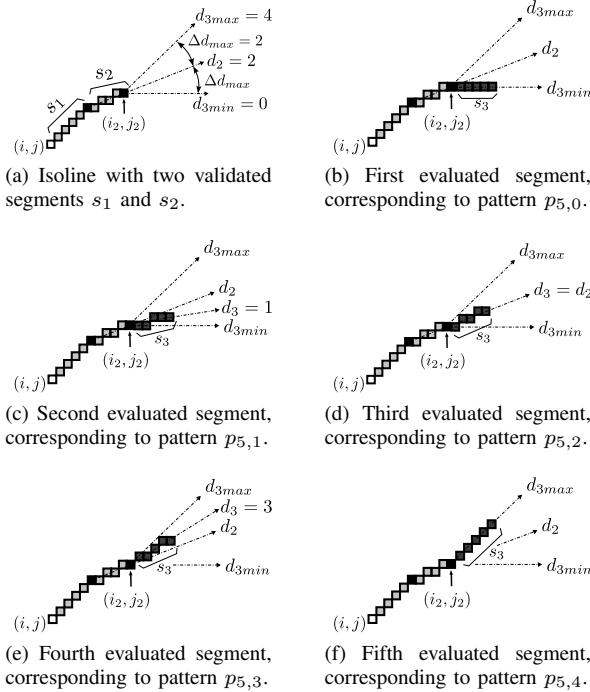 d₃ₘₐₓ = 4
Δdₘₐₓ = 2
d₂ = 2
Δdₘₐₓ
d₃ₘᵢₙ = 0
s₁
s₂
(i₂, j₂)
(i, j)
(a) Isoline with two validated
segments s₁ and s₂.
d₃ₘₐₓ
d₂
d₃ₘᵢₙ
s₃
(i₂, j₂)
(i, j)
(b) First evaluated segment,
corresponding to pattern p₅,₀.
d₃ₘₐₓ
d₂
d₃ = 1
d₃ₘᵢₙ
s₃
(i₂, j₂)
(i, j)
(c) Second evaluated segment,
corresponding to pattern p₅,₁.
d₃ₘₐₓ
d₃ = d₂
d₃ₘᵢₙ
s₃
(i₂, j₂)
(i, j)
(d) Third evaluated segment,
corresponding to pattern p₅,₂.
d₃ₘₐₓ
d₃ = 3
d₂
d₃ₘᵢₙ
s₃
(i₂, j₂)
(i, j)
(e) Fourth evaluated segment,
corresponding to pattern p₅,₃.
d₃ₘₐₓ
d₂
d₃ₘᵢₙ
s₃
(i₂, j₂)
(i, j)
(f) Fifth evaluated segment,
corresponding to pattern p₅,₄.